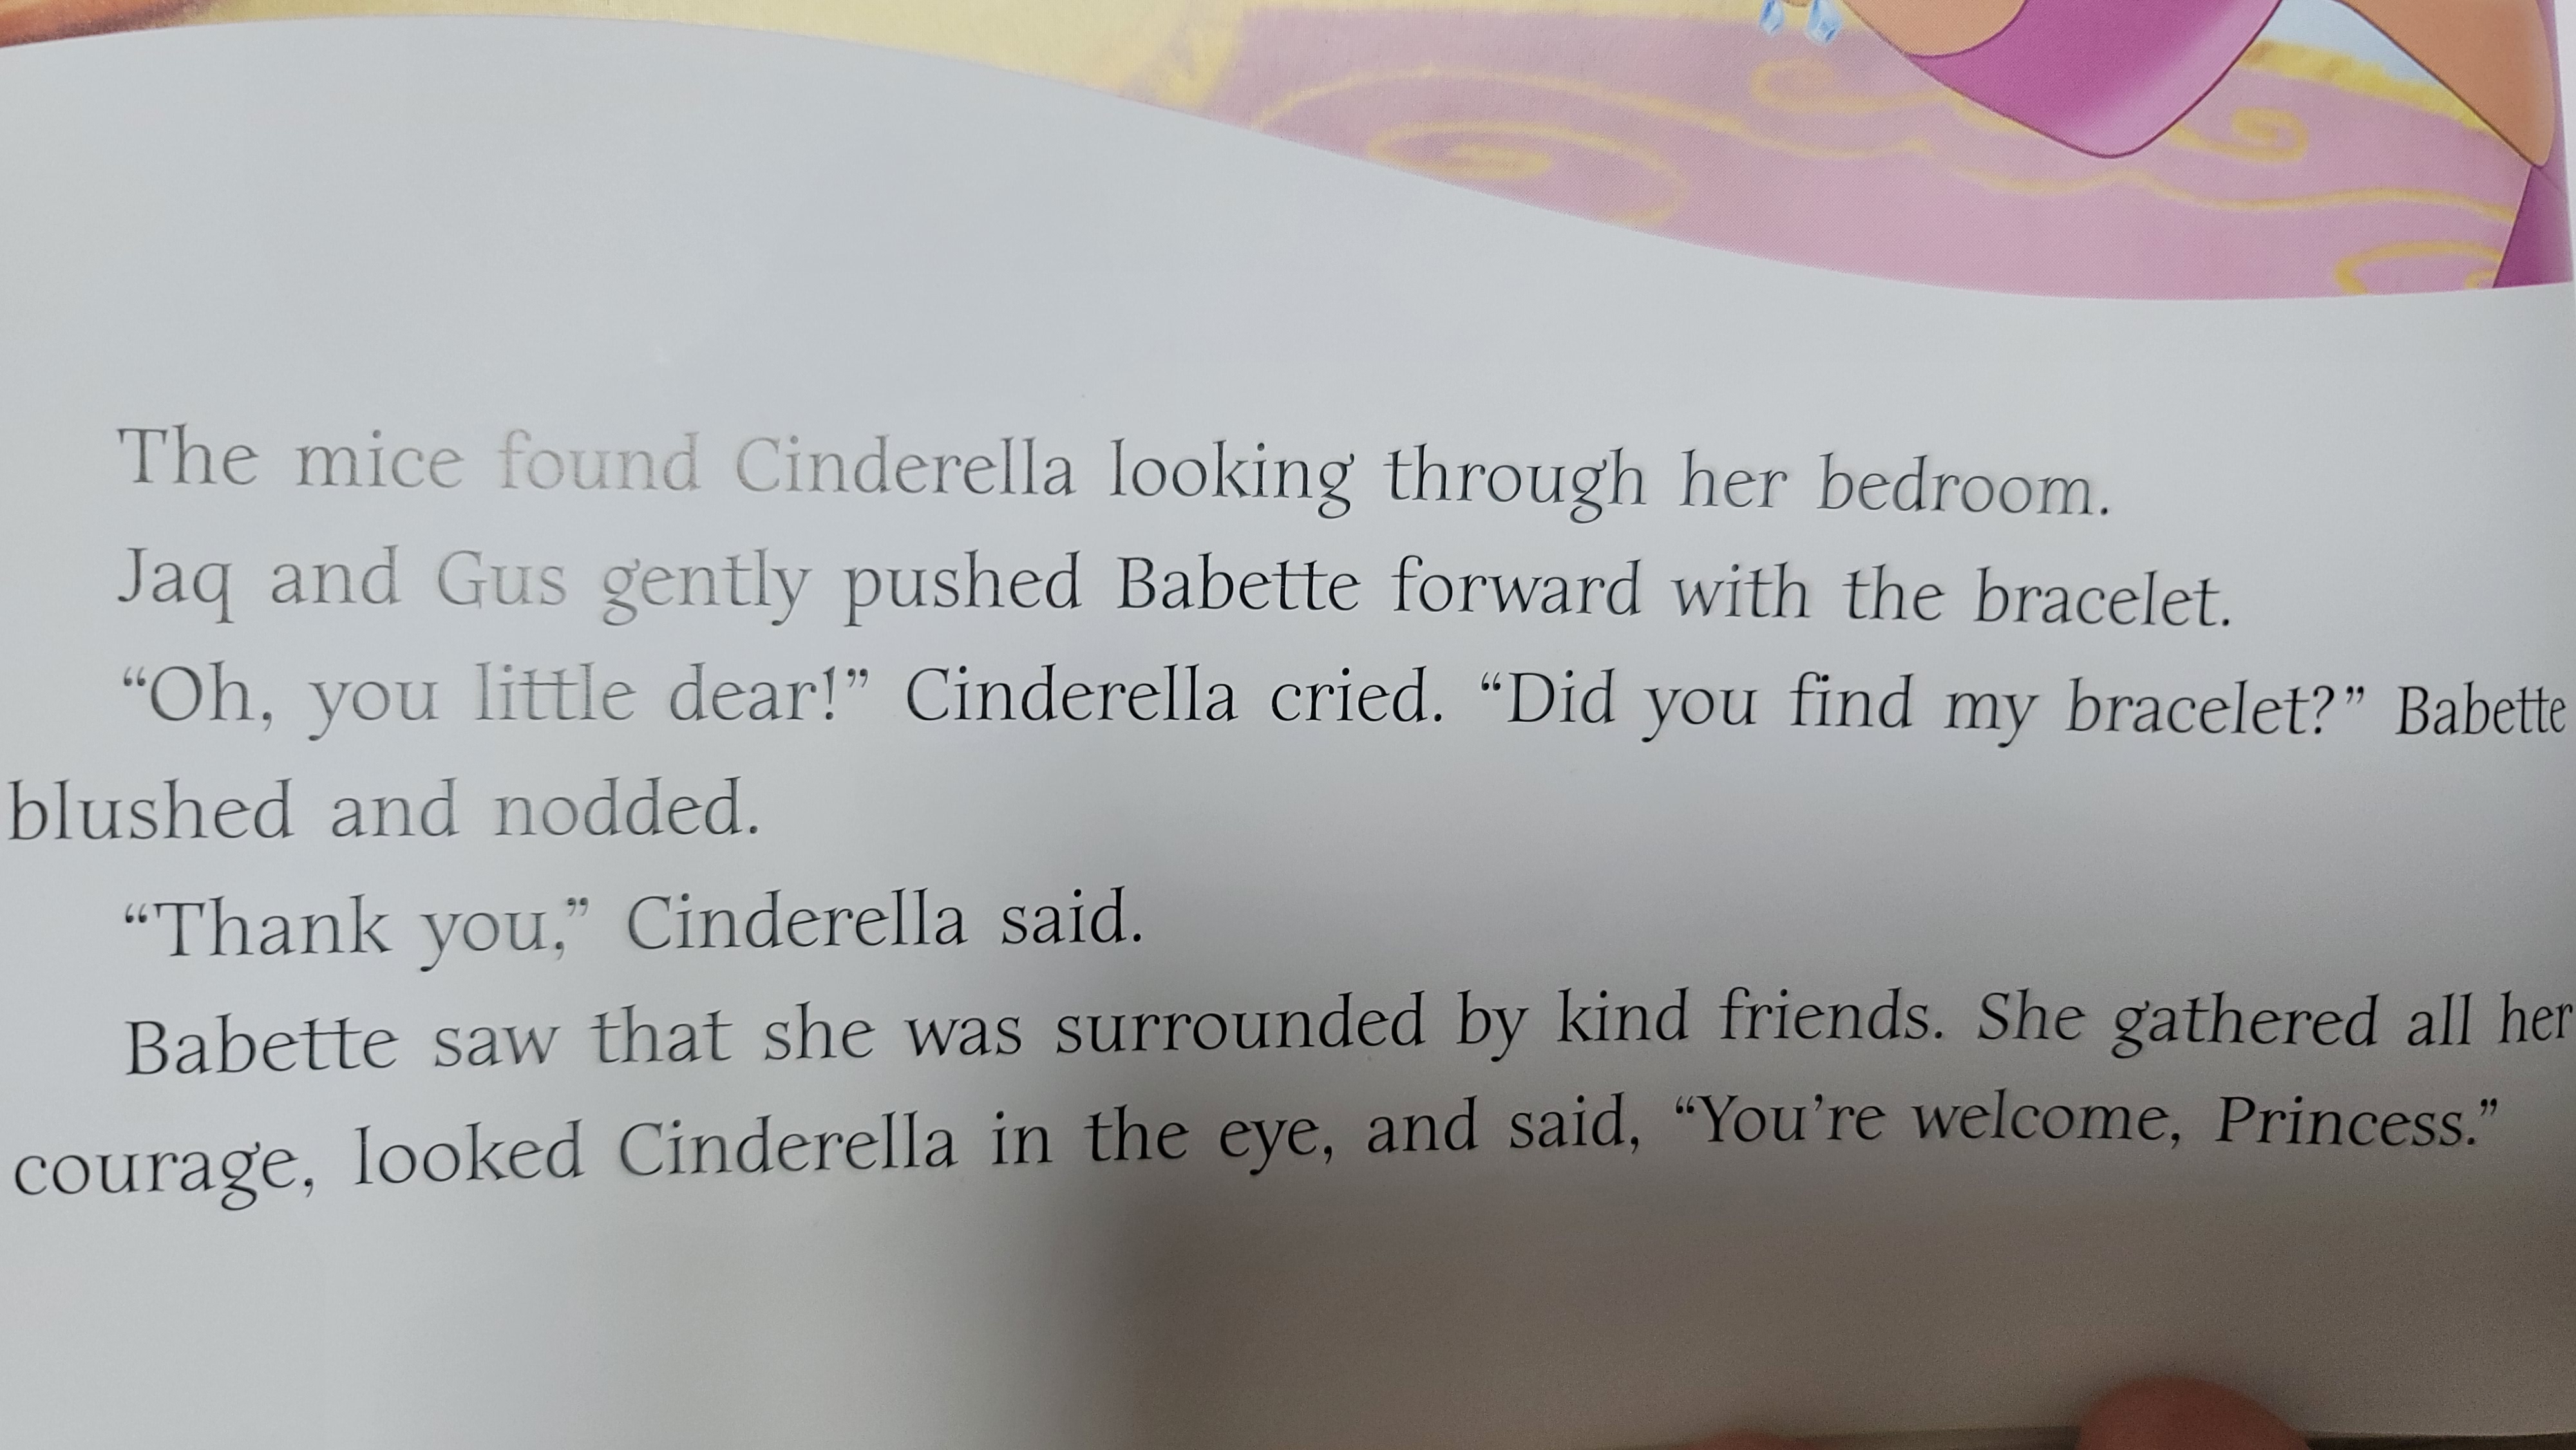 The mice found Cinderella looking through her bedroom.
Jaq and Gus gently pushed Babette forward with the bracelet.
“Oh, you little dear!” Cinderella cried. “Did you find my bracelet?” Babette
blushed and nodded.
“Thank you,” Cinderella said.
Babette saw that she was surrounded by kind friends. She gathered all her
courage, looked Cinderella in the eye, and said, “You’re welcome, Princess.”